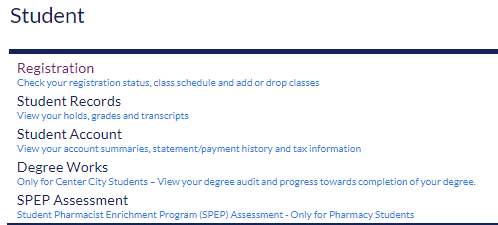 Student
Registration
Check your registration status, class schedule and add or drop classes
Student Records
View your holds, grades and transcripts
Student Account
View your account summaries, statement/payment history and tax information
Degree Works
Only for Center City Students – View your degree audit and progress towards completion of your degree.
SPEP Assessment
Student Pharmacist Enrichment Program (SPEP) Assessment - Only for Pharmacy Students